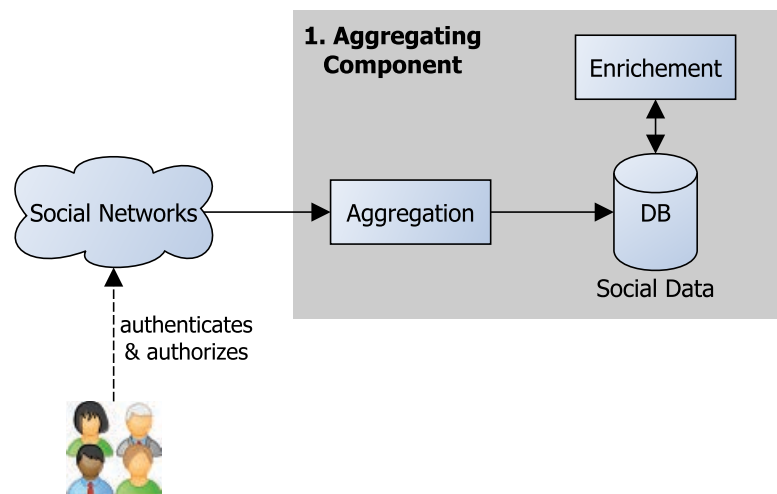 1. Aggregating
Component
Enrichement
Social Networks
Aggregation
DB
Social Data
authenticates
& authorizes